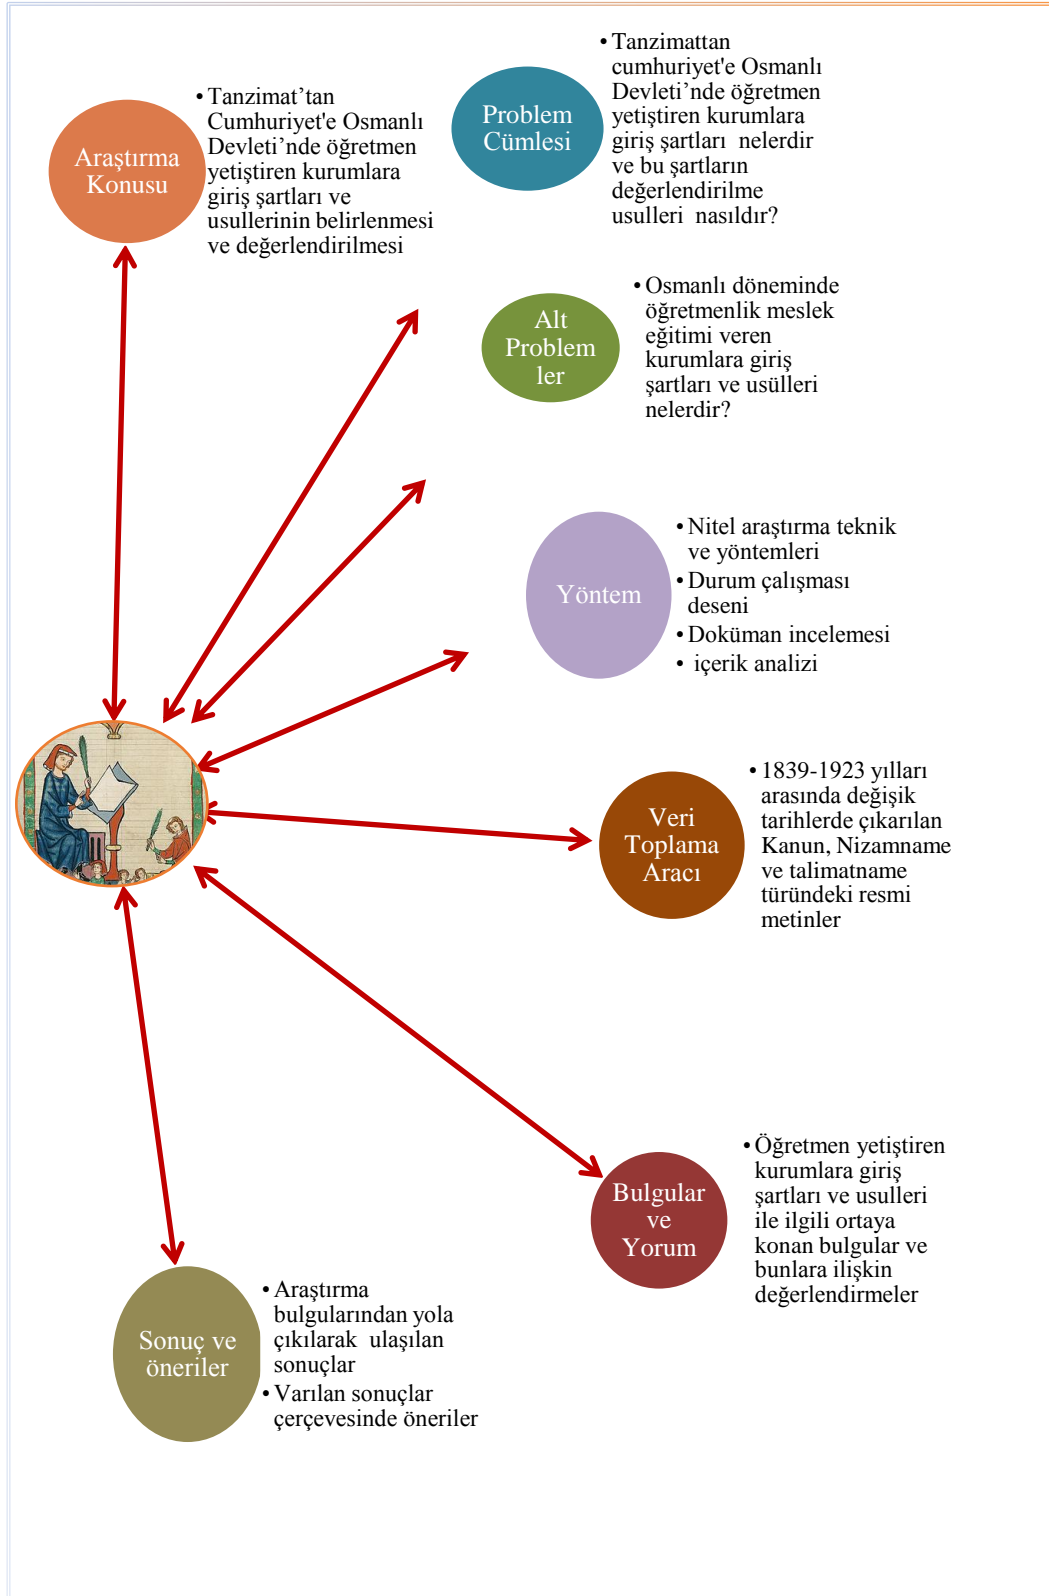 Araştırma
Konusu
• Tanzimat’tan
Cumhuriyet'e Osmanlı
Devleti’nde öğretmen
yetiştiren kurumlara
giriş şartları ve
usullerinin belirlenmesi
ve değerlendirilmesi
Problem
Cümlesi
• Tanzimattan
cumhuriyet'e Osmanlı
Devleti’nde öğretmen
yetiştiren kurumlara
giriş şartları nelerdir
ve bu şartların
değerlendirilme
usulleri nasıldır?
Alt
Problem
ler
• Osmanlı döneminde
öğretmenlik meslek
eğitimi veren
kurumlara giriş
şartları ve usülleri
nelerdir?
Yöntem
• Nitel araştırma teknik
ve yöntemleri
• Durum çalışması
deseni
• Doküman incelemesi
• içerik analizi
Veri
Toplama
Aracı
• 1839-1923 yılları
arasında değişik
tarihlerde çıkarılan
Kanun, Nizamname
ve talimatname
türündeki resmi
metinler
Bulgular
ve
Yorum
• Öğretmen yetiştiren
kurumlara giriş
şartları ve usulleri
ile ilgili ortaya
konan bulgular ve
bunlara ilişkin
değerlendirmeler
Sonuç ve
öneriler
• Araştırma
bulgularından yola
çıkılarak ulaşılan
sonuçlar
• Varılan sonuçlar
çerçevesinde öneriler